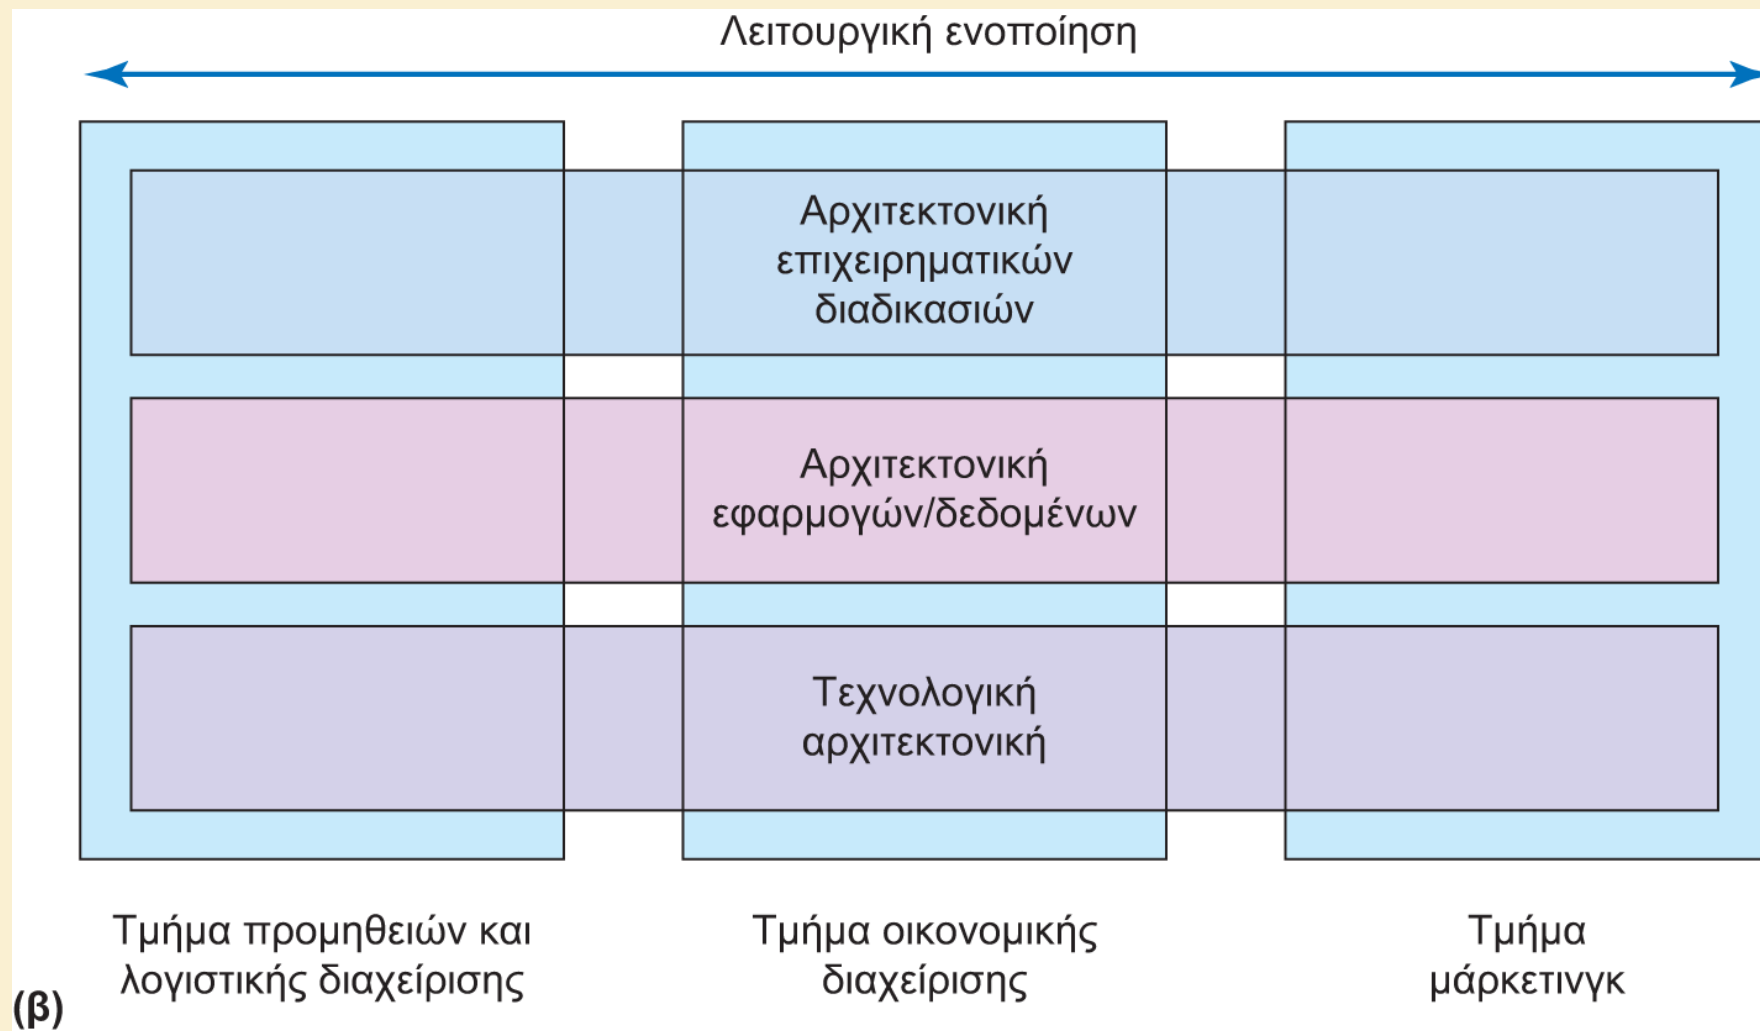 Λειτουργική ενοποίηση
Αρχιτεκτονική
επιχειρηματικών
διαδικασιών
Αρχιτεκτονική
εφαρμογών/δεδομένων
Τεχνολογική
αρχιτεκτονική
Τμήμα προμηθειών και
λογιστικής διαχείρισης
Τμήμα οικονομικής
διαχείρισης
Τμήμα
μάρκετινγκ
(β)